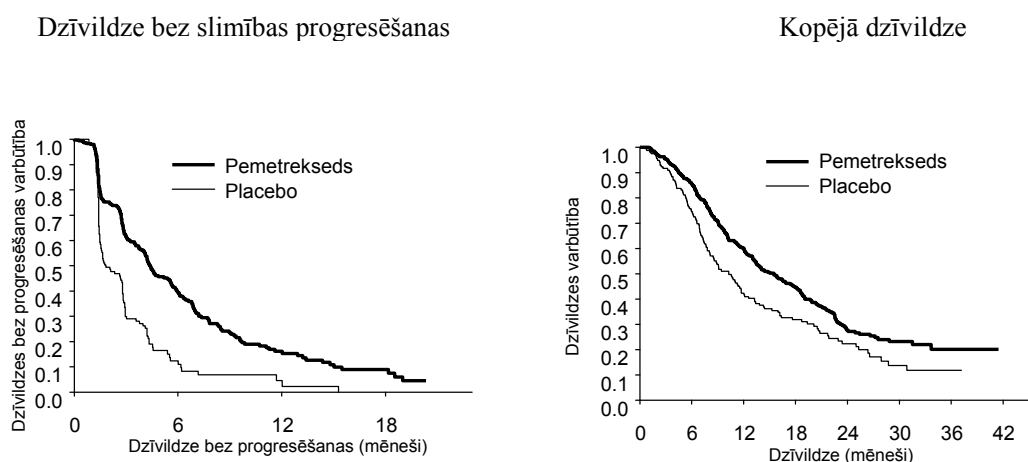 Dzīvildze bez slimības progresēšanas
Kopējā dzīvildze
Dzīvildzes bez progresēšanas varbūtība
1.0
0.9
0.8
0.7
0.6
0.5
0.4
0.3
0.2
0.1
0.0
Pemetrekseds
Placebo
0 6 12 18
Dzīvildze bez progresēšanas (mēneši)
Dzīvildzes varbūtība
1.0
0.9
0.8
0.7
0.6
0.5
0.4
0.3
0.2
0.1
0.0
Pemetrekseds
Placebo
0 6 12 18 24 30 36 42
Dzīvildze (mēneši)